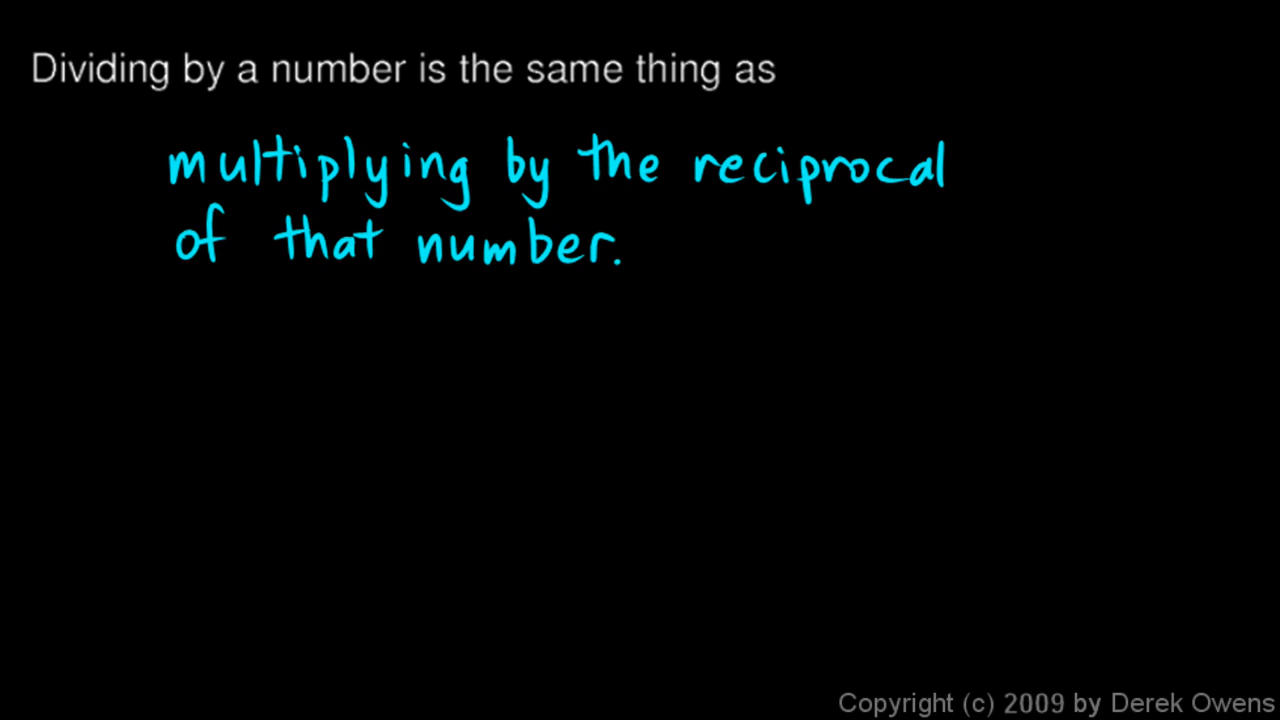 Dividing by a number is the same thing as
multiplying by the reciprocal
of that number.
Copyright (c) 2009 by Derek Owens